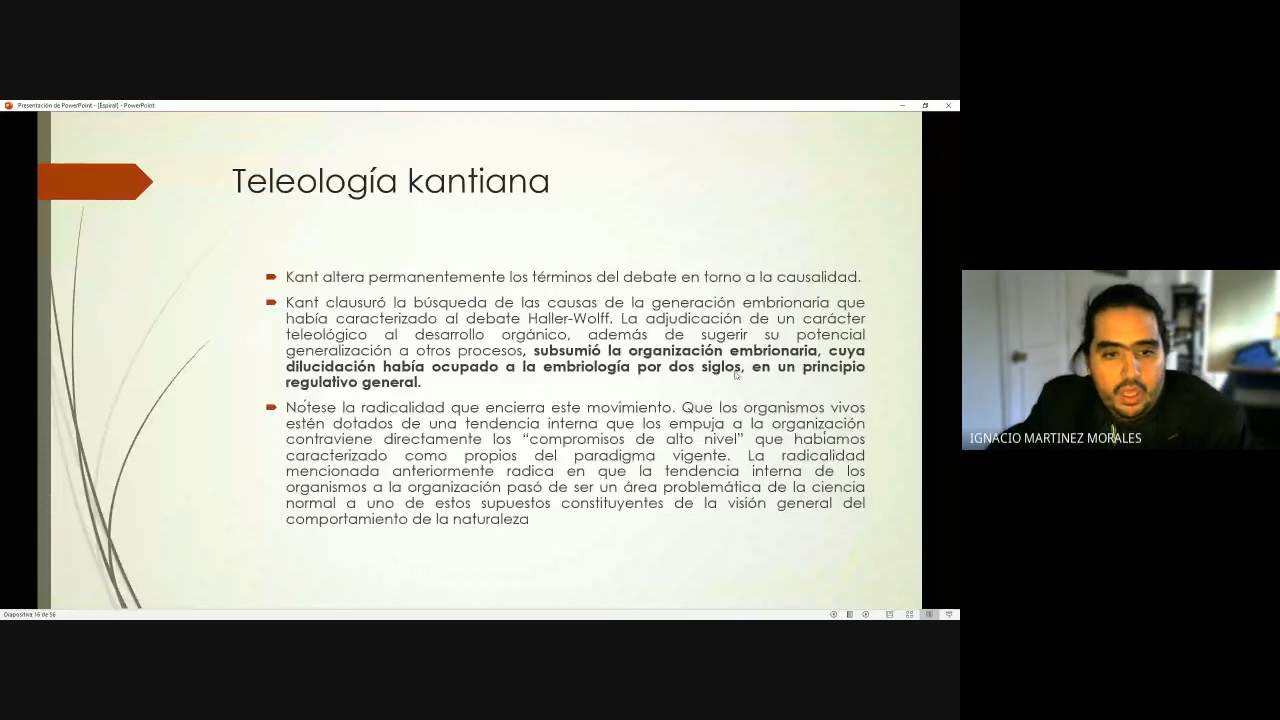 Presentación de PowerPoint - [Espiral] - PowerPoint
Teleología kantiana
Kant altera permanentemente los términos del debate en torno a la causalidad.
Kant clausuró la búsqueda de las causas de la generación embrionaria que
había caracterizado al debate Haller-Wolff. La adjudicación de un carácter
teleológico al desarrollo orgánico, además de sugerir su potencial
generalización a otros procesos, subsumió la organización embrionaria, cuya
dilucidación había ocupado a la embriología por dos siglos, en un principio
regulativo general.
Nótese la radicalidad que encierra este movimiento. Que los organismos vivos
estén dotados de una tendencia interna que los empuja a la organización
contraviene directamente los “compromisos de alto nivel” que habíamos
caracterizado como propios del paradigma vigente. La radicalidad
mencionada anteriormente radica en que la tendencia interna de los
organismos a la organización pasó de ser un área problemática de la ciencia
normal a uno de estos supuestos constituyentes de la visión general del
comportamiento de la naturaleza
IGNACIO MARTINEZ MORALES
Diapositiva 16 de 56